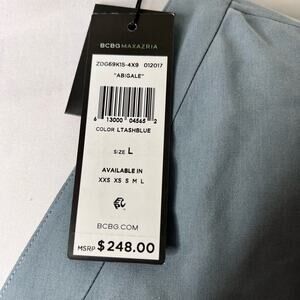 BCBGMAXAZRIA
ZDG69K15-4X9 012017
"ABIGALE"
6 13000 04565 2
COLOR LTASHBLUE
SIZE L
AVAILABLE IN
XXS XS S M L
BCBG.COM
MSRP $248.00